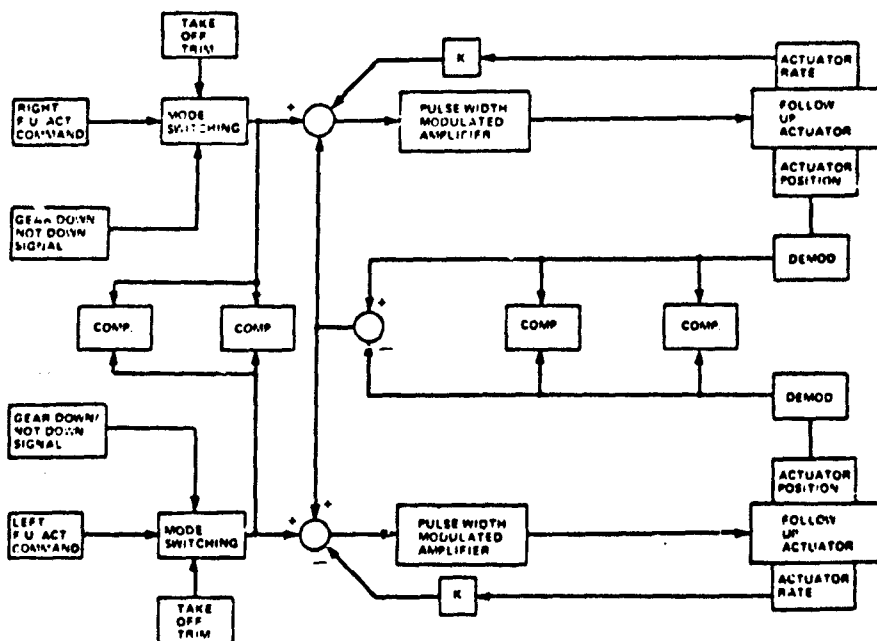 TAKE
OFF
TRIM
K
ACTUATOR
RATE
RIGHT
F.U. ACT
COMMAND
MODE
SWITCHING
+
PULSE WIDTH
MODULATED
AMPLIFIER
FOLLOW
UP
ACTUATOR
ACTUATOR
POSITION
GEAR DOWN
NOT DOWN
SIGNAL
DEMOD
COMP.
COMP.
+
−
COMP
COMP.
GEAR DOWN/
NOT DOWN
SIGNAL
DEMOD
ACTUATOR
POSITION
LEFT
F.U. ACT
COMMAND
MODE
SWITCHING
+
+
−
PULSE WIDTH
MODULATED
AMPLIFIER
FOLLOW
UP
ACTUATOR
K
ACTUATOR
RATE
TAKE
OFF
TRIM